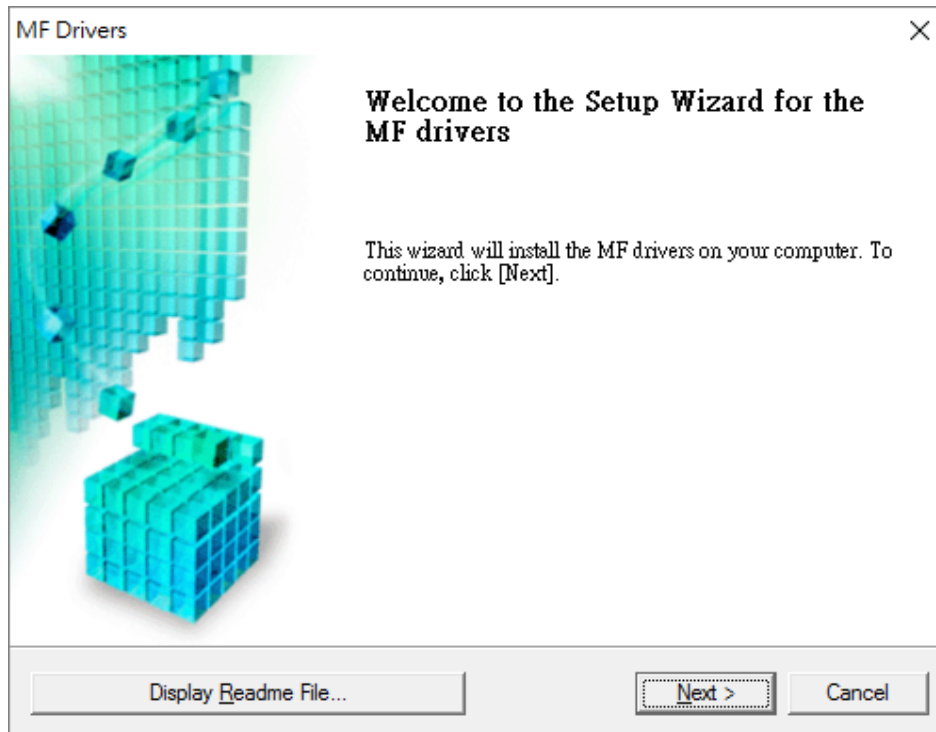 MF Drivers
Welcome to the Setup Wizard for the
MF drivers
This wizard will install the MF drivers on your computer. To
continue, click [Next].
Display Readme File...
Next >
Cancel